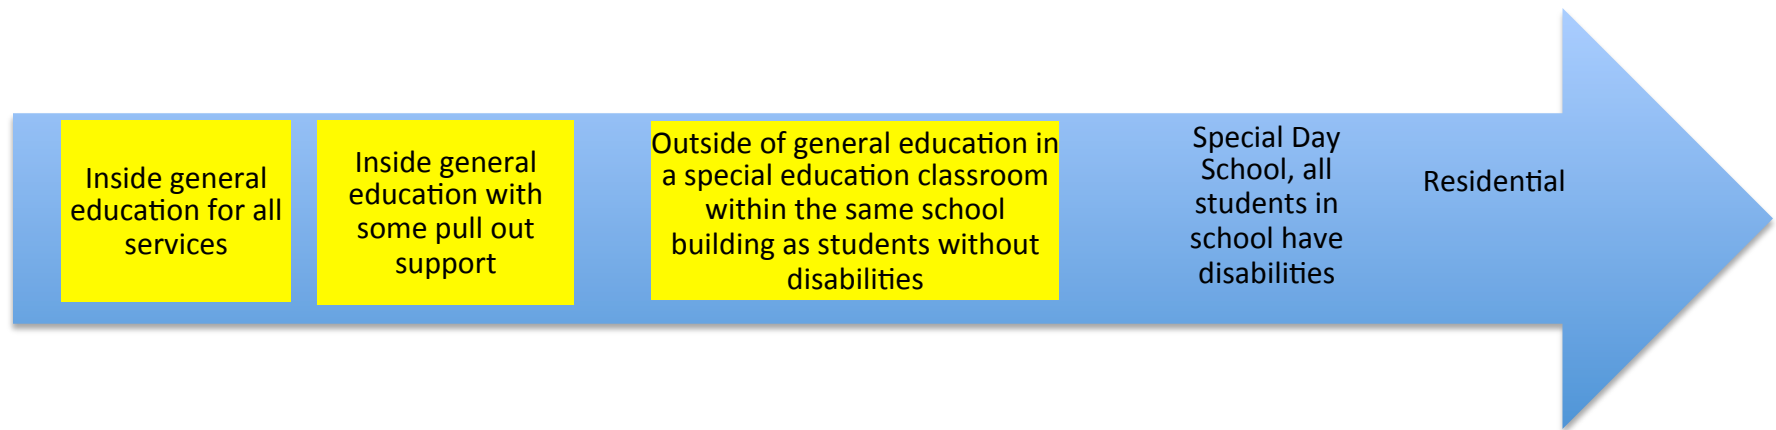 Inside general
education for all
services
Inside general
education with
some pull out
support
Outside of general education in
a special education classroom
within the same school
building as students without
disabilities
Special Day
School, all
students in
school have
disabilities
Residential